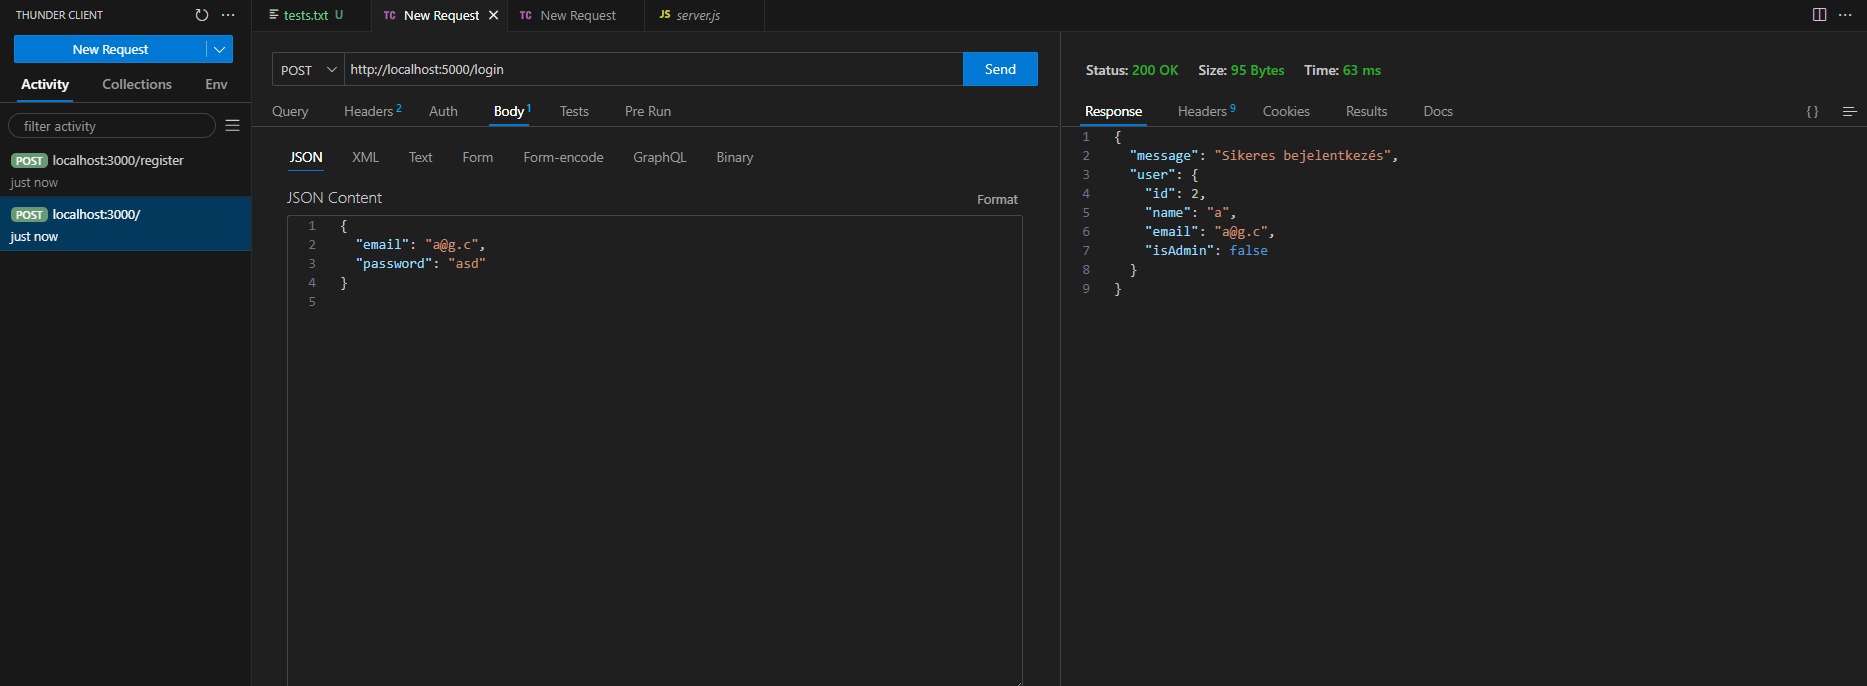 THUNDER CLIENT
New Request
Activity Collections Env
filter activity
POST localhost:3000/register
just now
POST localhost:3000/
just now
tests.txt U
TC New Request
TC New Request
JS server.js
POST http://localhost:5000/login Send
Query Headers 2 Auth Body 1 Tests Pre Run
JSON XML Text Form Form-encode GraphQL Binary
JSON Content Format
1 {
2 "email": "a@g.c",
3 "password": "asd"
4 }
5
Status: 200 OK Size: 95 Bytes Time: 63 ms
Response Headers 9 Cookies Results Docs { }
1 {
2 "message": "Sikeres bejelentkezés",
3 "user": {
4 "id": 2,
5 "name": "a",
6 "email": "a@g.c",
7 "isAdmin": false
8 }
9 }